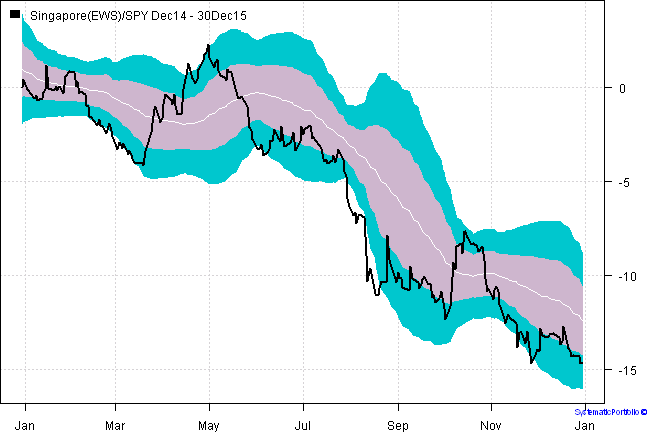 Singapore(EWS)/SPY Dec14 - 30Dec15
0
-5
-10
-15
Jan Mar May Jul Sep Nov Jan
SystematicPortfolio ©